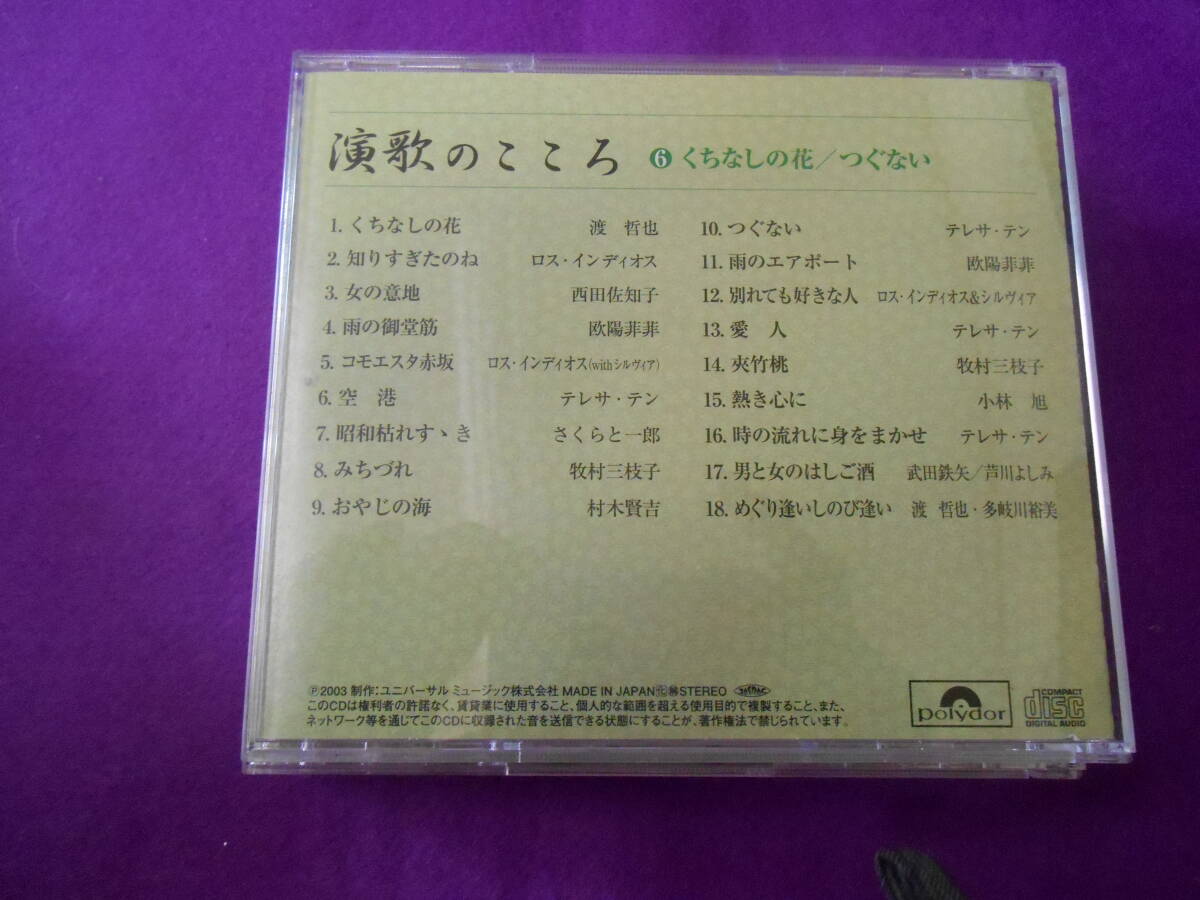 演歌のこころ ❻くちなしの花／つぐない
1. くちなしの花 渡 哲也
2. 知りすぎたのね ロス・インディオス
3. 女の意地 西田佐知子
4. 雨の御堂筋 欧陽菲菲
5. コモエスタ赤坂 ロス・インディオス(withシルヴィア)
6. 空 港 テレサ・テン
7. 昭和枯れすゝき さくらと一郎
8. みちづれ 牧村三枝子
9. おやじの海 村木賢吉
10. つぐない テレサ・テン
11. 雨のエアポート 欧陽菲菲
12. 別れても好きな人 ロス・インディオス&シルヴィア
13. 愛 人 テレサ・テン
14. 夾竹桃 牧村三枝子
15. 熱き心に 小林 旭
16. 時の流れに身をまかせ テレサ・テン
17. 男と女のはしご酒 武田鉄矢／芦川よしみ
18. めぐり逢いしのび逢い 渡 哲也・多岐川裕美
Ⓟ2003 制作：ユニバーサル ミュージック株式会社 MADE IN JAPAN STEREO
このCDは権利者の許諾なく、賃貸業に使用すること、個人的な範囲を超える使用目的で複製すること、また、
ネットワーク等を通じてこのCDに収録された音を送信できる状態にすることが、著作権法で禁じられています。
polydor
COMPACT
disc
DIGITAL AUDIO